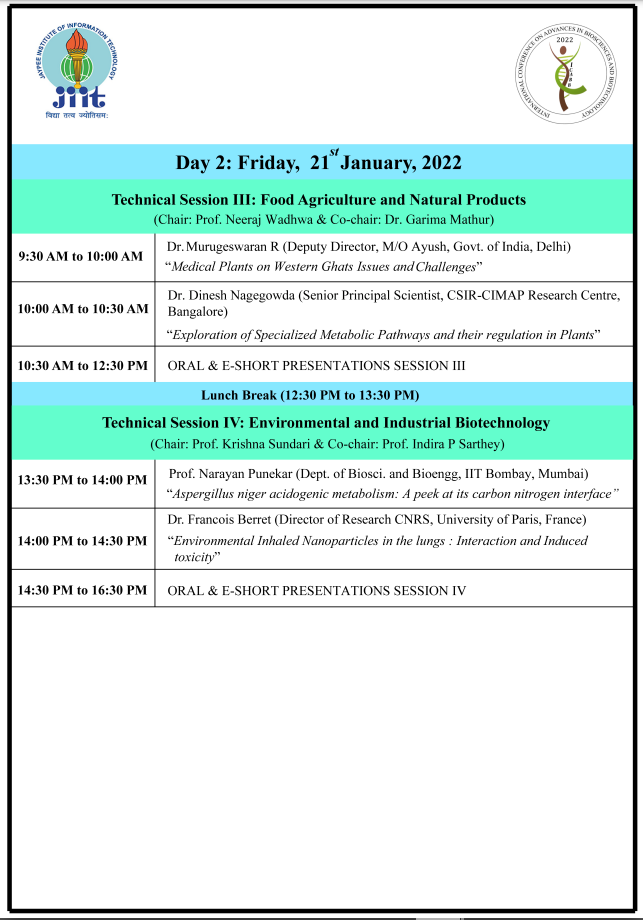 JAYPEE INSTITUTE OF INFORMATION TECHNOLOGY
jiit
विद्या तत्व ज्योतिसमः
INTERNATIONAL CONFERENCE ON ADVANCES IN BIOSCIENCES AND BIOTECHNOLOGY
2022
Day 2: Friday, 21st January, 2022
Technical Session III: Food Agriculture and Natural Products
(Chair: Prof. Neeraj Wadhwa & Co-chair: Dr. Garima Mathur)
9:30 AM to 10:00 AM
Dr. Murugeswaran R (Deputy Director, M/O Ayush, Govt. of India, Delhi)
“Medical Plants on Western Ghats Issues and Challenges”
10:00 AM to 10:30 AM
Dr. Dinesh Nagegowda (Senior Principal Scientist, CSIR-CIMAP Research Centre,
Bangalore)
“Exploration of Specialized Metabolic Pathways and their regulation in Plants”
10:30 AM to 12:30 PM
ORAL & E-SHORT PRESENTATIONS SESSION III
Lunch Break (12:30 PM to 13:30 PM)
Technical Session IV: Environmental and Industrial Biotechnology
(Chair: Prof. Krishna Sundari & Co-chair: Prof. Indira P Sarthey)
13:30 PM to 14:00 PM
Prof. Narayan Punekar (Dept. of Biosci. and Bioengg, IIT Bombay, Mumbai)
“Aspergillus niger acidogenic metabolism: A peek at its carbon nitrogen interface”
14:00 PM to 14:30 PM
Dr. Francois Berret (Director of Research CNRS, University of Paris, France)
“Environmental Inhaled Nanoparticles in the lungs : Interaction and Induced
toxicity”
14:30 PM to 16:30 PM
ORAL & E-SHORT PRESENTATIONS SESSION IV